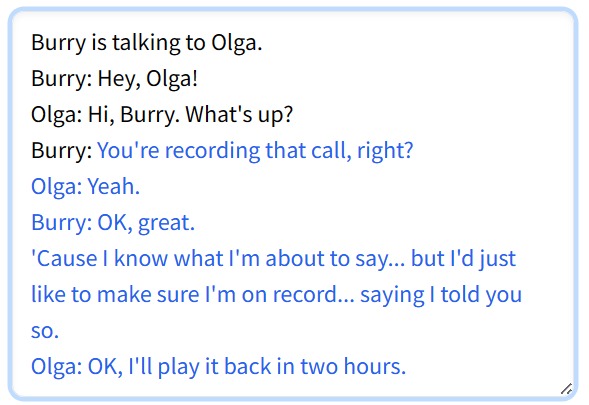 Burry is talking to Olga.
Burry: Hey, Olga!
Olga: Hi, Burry. What's up?
Burry: You're recording that call, right?
Olga: Yeah.
Burry: OK, great.
'Cause I know what I'm about to say... but I'd just
like to make sure I'm on record... saying I told you
so.
Olga: OK, I'll play it back in two hours.